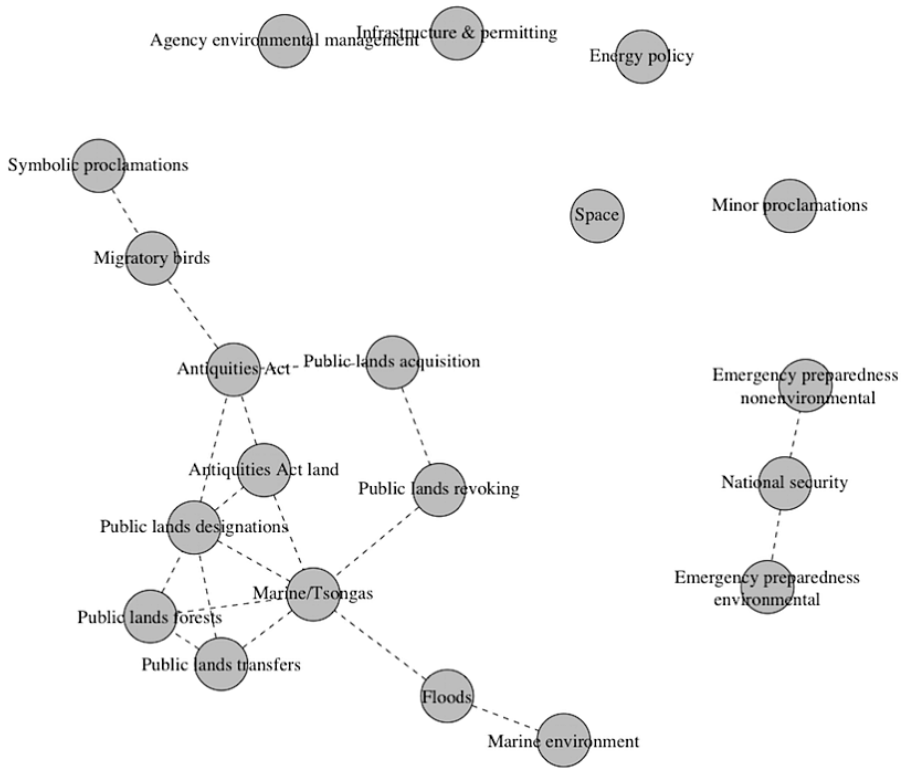 Agency environmental management
Infrastructure & permitting
Energy policy
Symbolic proclamations
Space
Minor proclamations
Migratory birds
Antiquities Act
Public lands acquisition
Emergency preparedness
nonenvironmental
Antiquities Act land
Public lands revoking
National security
Public lands designations
Marine/Tsongas
Emergency preparedness
environmental
Public lands forests
Public lands transfers
Floods
Marine environment